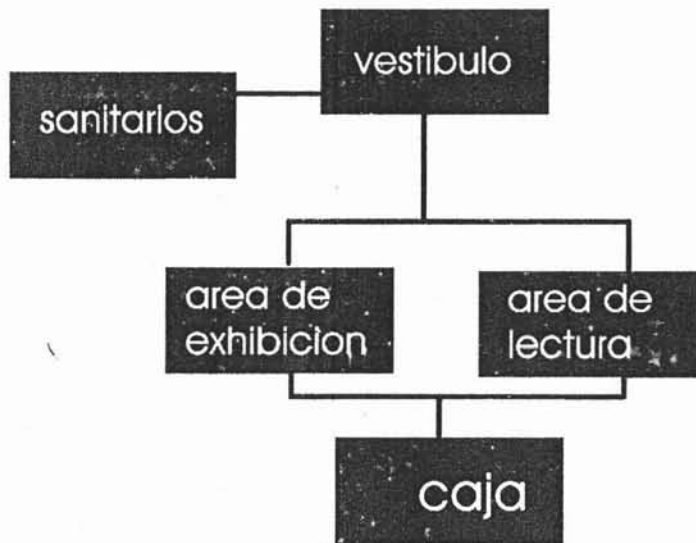 vestibulo
sanitarios
area de
exhibicion
area de
lectura
caja